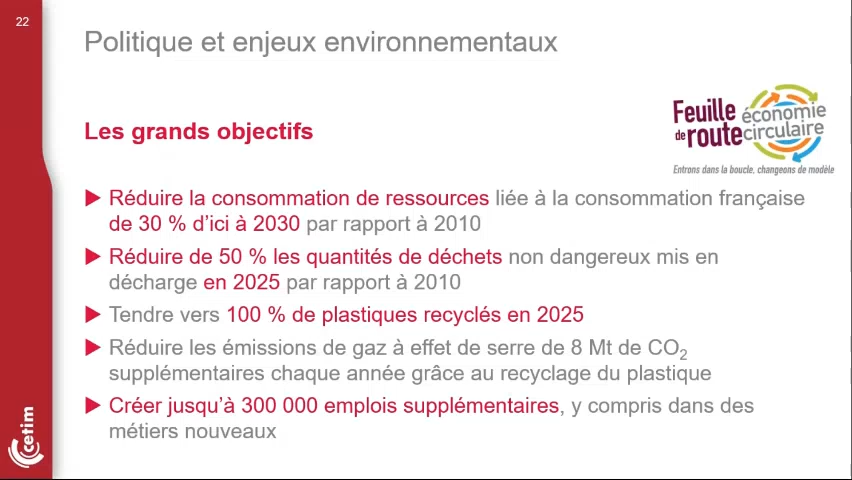 22
Politique et enjeux environnementaux
Feuille de route économie circulaire
Entrons dans la boucle, changeons de modèle
Les grands objectifs
Réduire la consommation de ressources liée à la consommation française
de 30 % d'ici à 2030 par rapport à 2010
Réduire de 50 % les quantités de déchets non dangereux mis en
décharge en 2025 par rapport à 2010
Tendre vers 100 % de plastiques recyclés en 2025
Réduire les émissions de gaz à effet de serre de 8 Mt de CO₂
supplémentaires chaque année grâce au recyclage du plastique
Créer jusqu'à 300 000 emplois supplémentaires, y compris dans des
métiers nouveaux
cetim